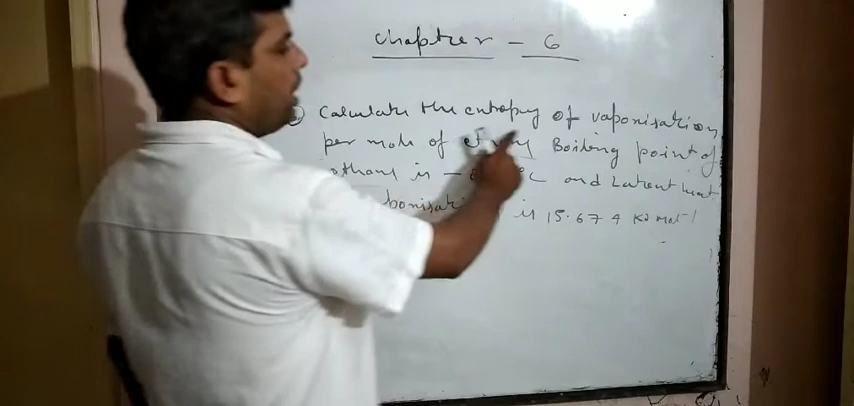 Chapter - 6
Calculate the entropy of vaporisation
per mole of Boiling point of
is - and Latent heat
is 15.674 KJ mol-1